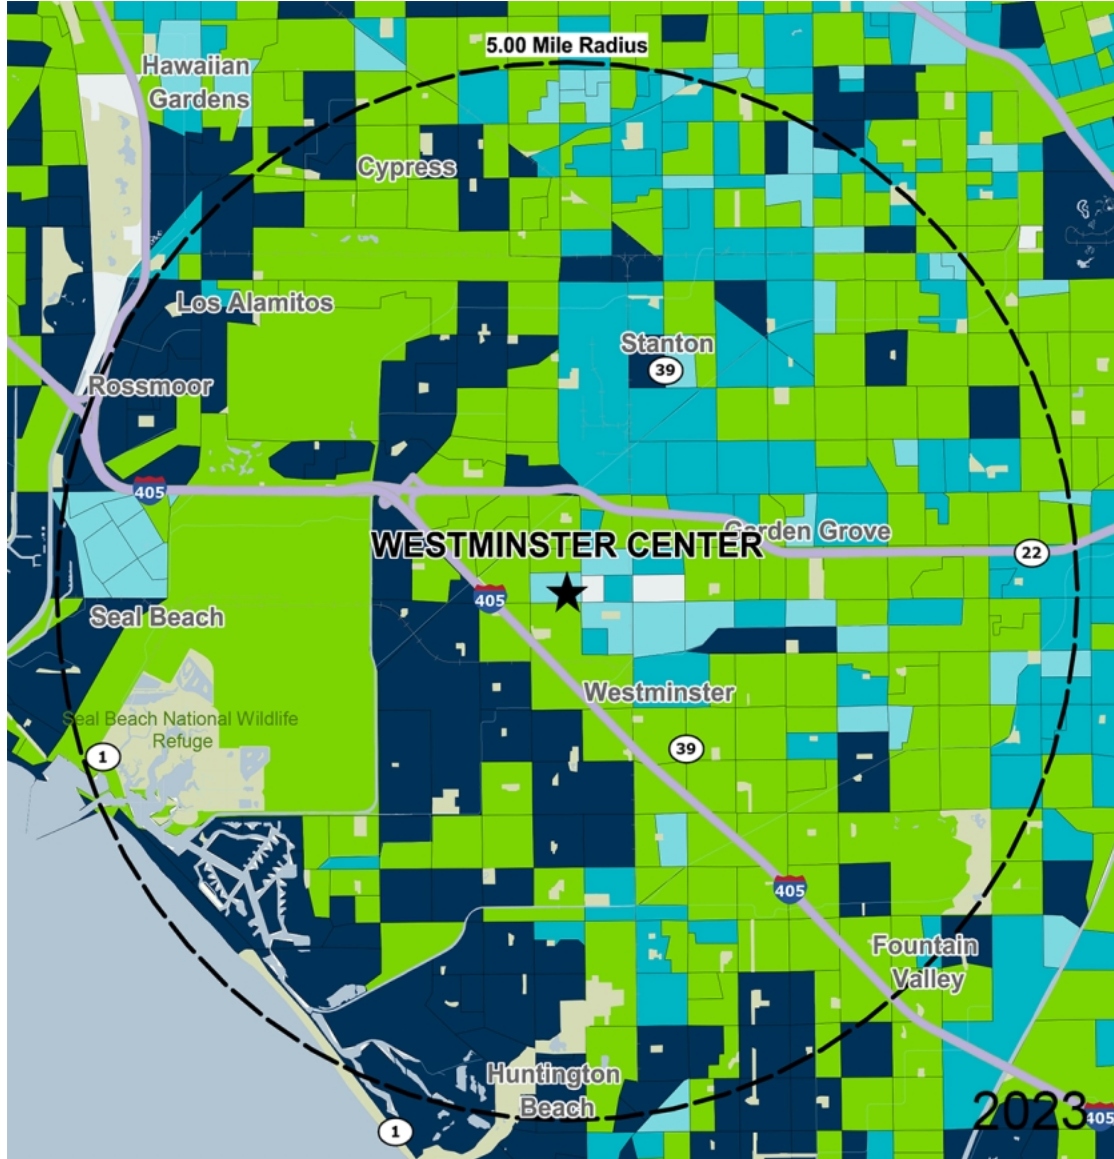 5.00 Mile Radius
Hawaiian
Gardens
Cypress
Los Alamitos
Stanton
39
Rossmoor
405
Garden Grove
WESTMINSTER CENTER
22
405
Seal Beach
Westminster
Seal Beach National Wildlife
Refuge
39
1
405
Fountain
Valley
Huntington
Beach
2023
405
1